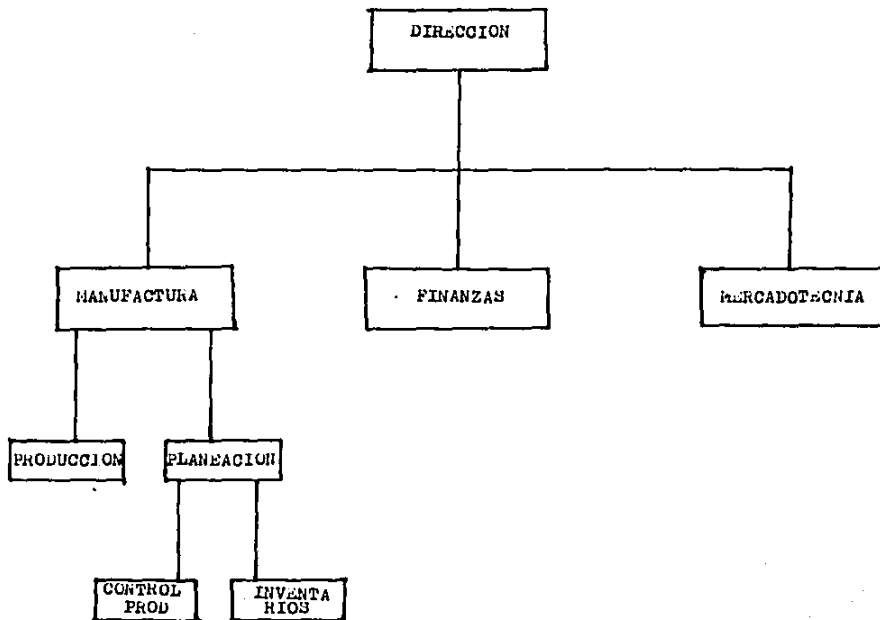 DIRECCION
MANUFACTURA
FINANZAS
MERCADOTECNIA
PRODUCCION
PLANEACION
CONTROL
PROD
INVENTA
RIOS